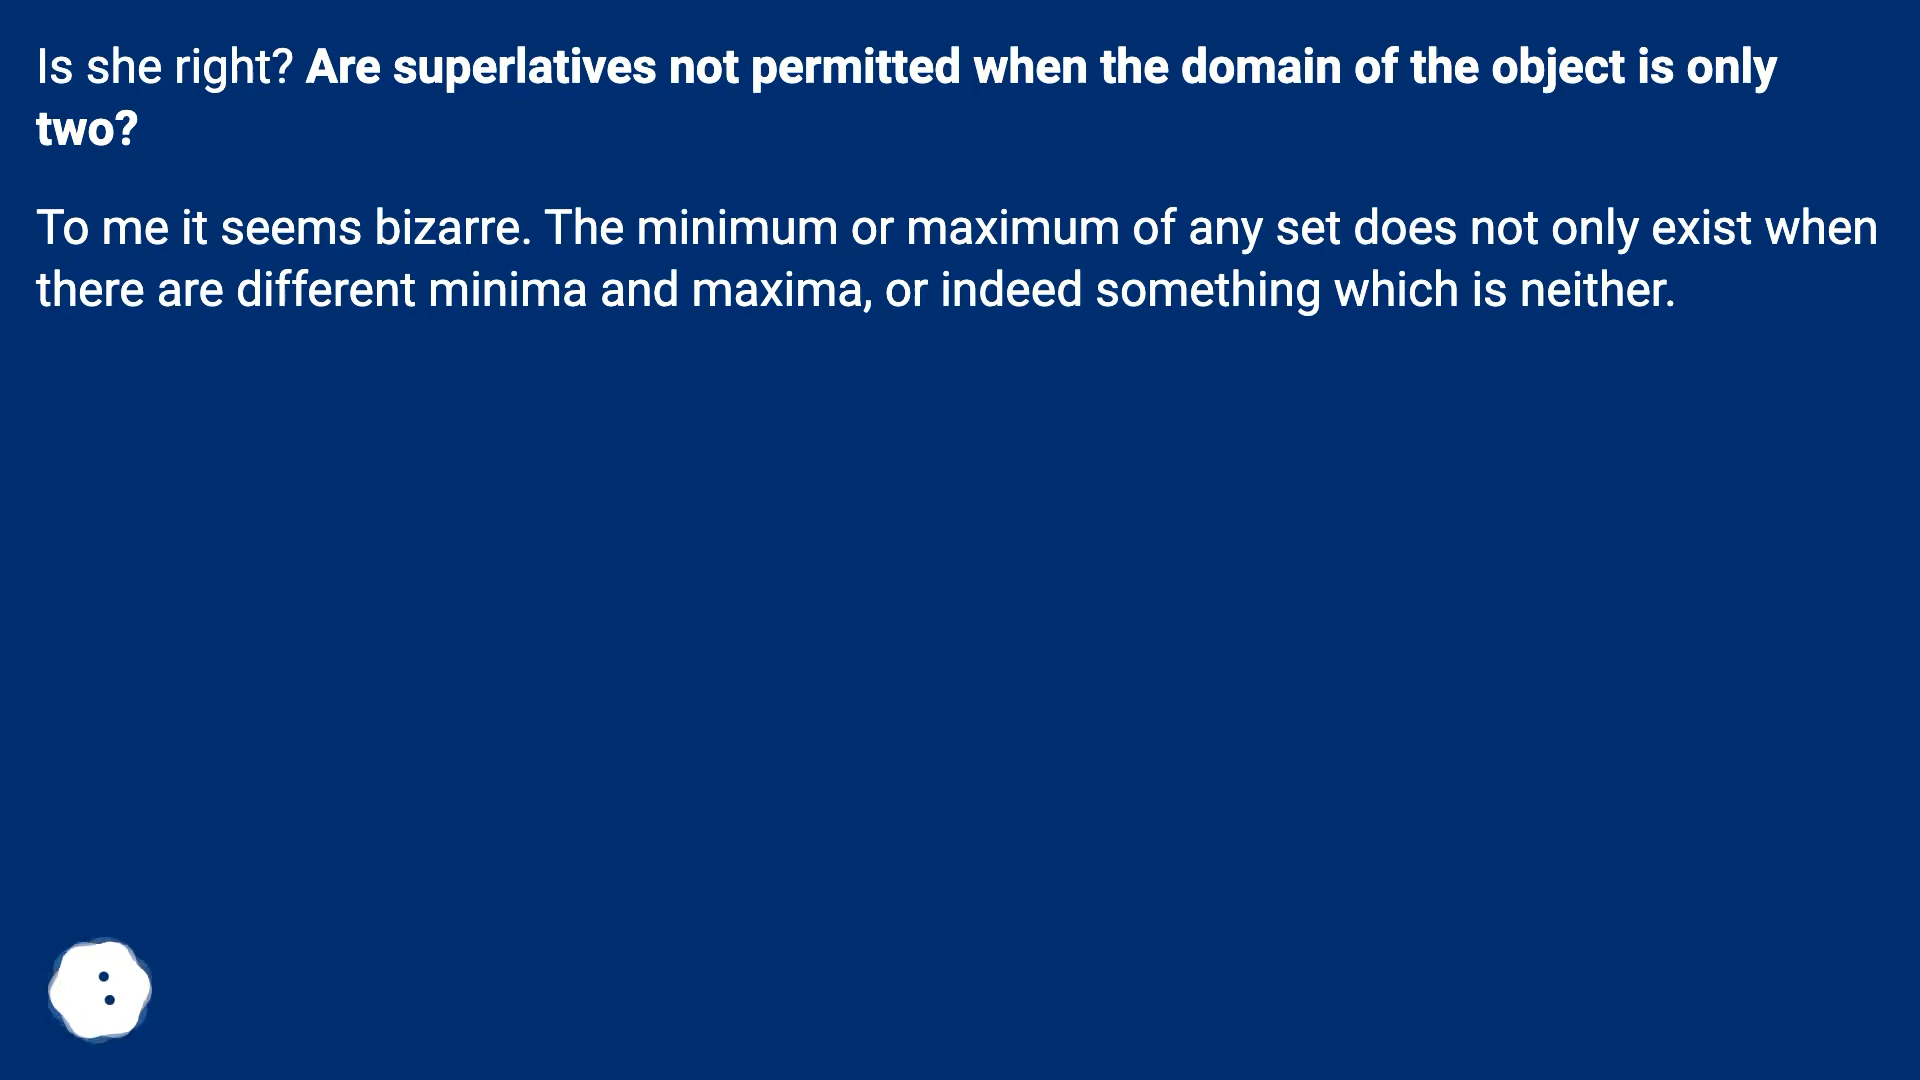 Is she right? Are superlatives not permitted when the domain of the object is only
two?
To me it seems bizarre. The minimum or maximum of any set does not only exist when
there are different minima and maxima, or indeed something which is neither.